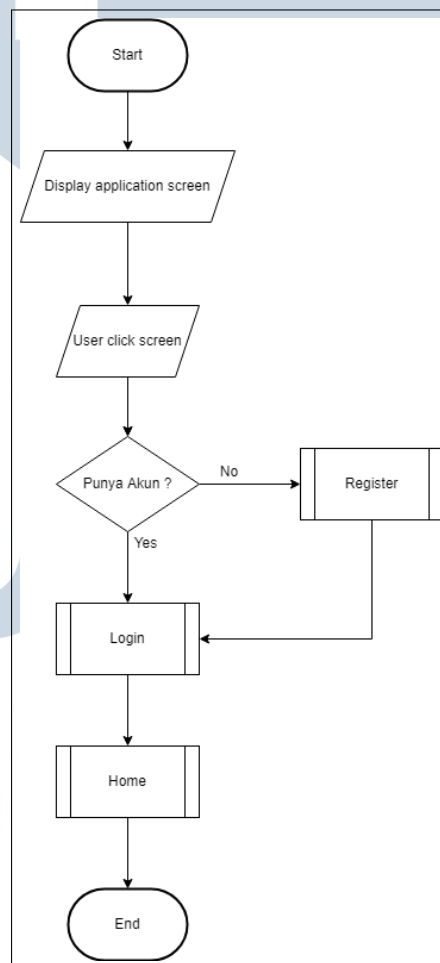 Start
Display application screen
User click screen
Punya Akun ?
No
Register
Yes
Login
Home
End